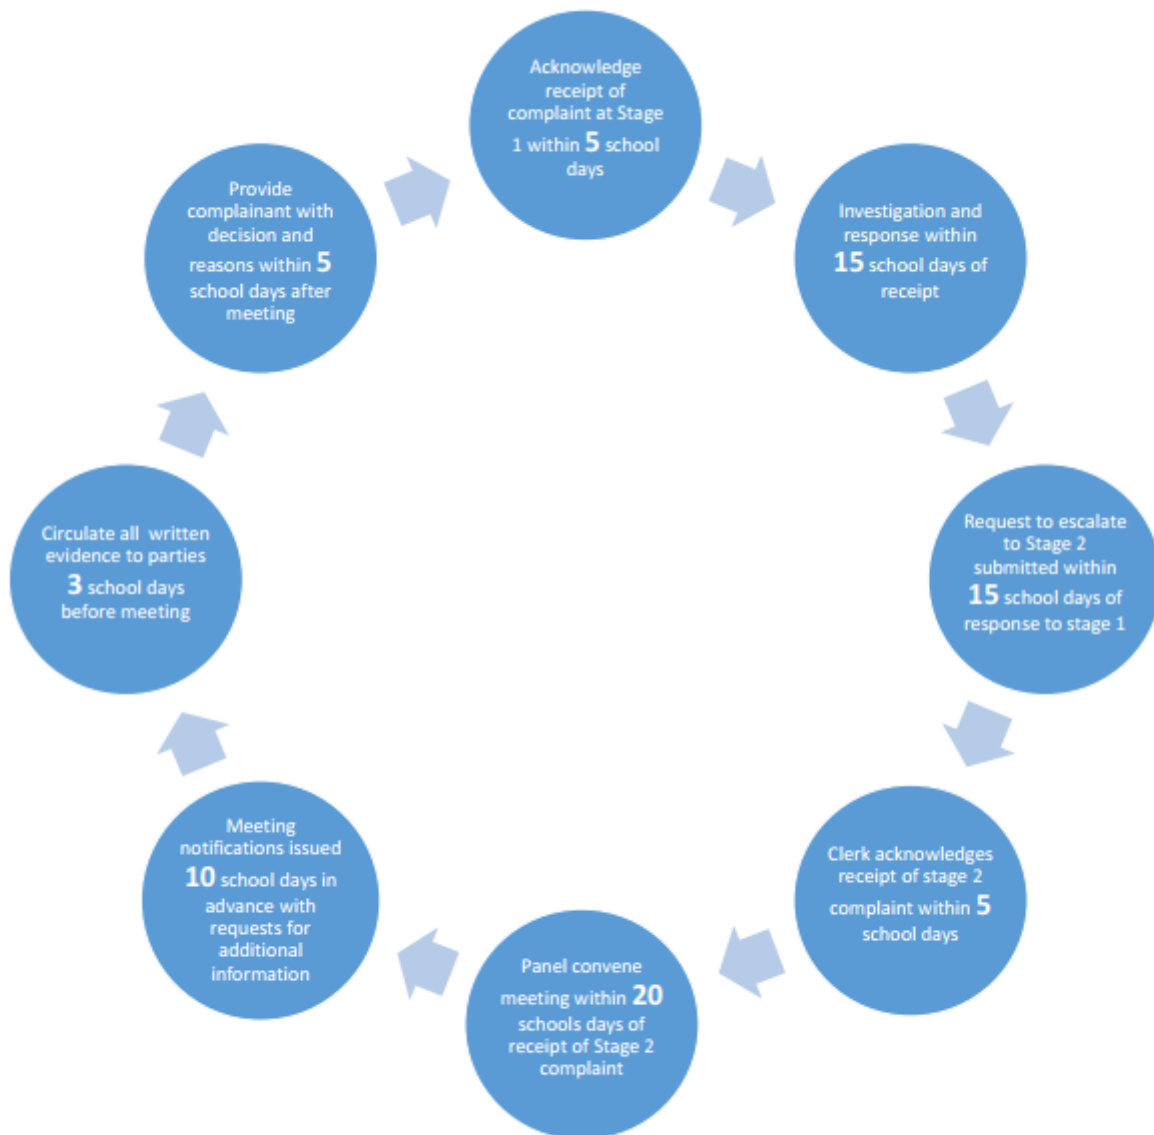 Acknowledge
receipt of
complaint at Stage
1 within 5 school
days
Investigation and
response within
15 school days of
receipt
Request to escalate
to Stage 2
submitted within
15 school days of
response to stage 1
Clerk acknowledges
receipt of stage 2
complaint within 5
school days
Panel convene
meeting within 20
schools days of
receipt of Stage 2
complaint
Meeting
notifications issued
10 school days in
advance with
requests for
additional
information
Circulate all written
evidence to parties
3 school days
before meeting
Provide
complainant with
decision and
reasons within 5
school days after
meeting